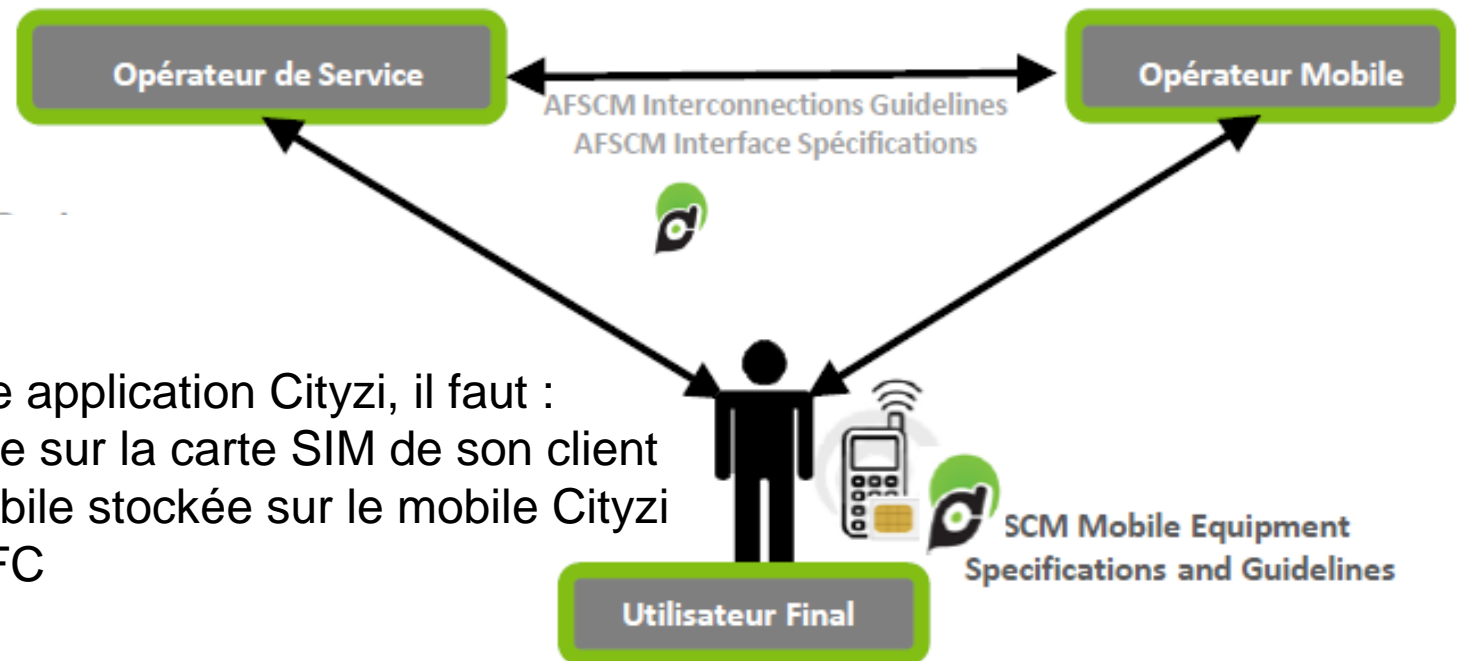 Opérateur de Service
Opérateur Mobile
AFSCM Interconnections Guidelines
AFSCM Interface Spécifications
e application Cityzi, il faut :
e sur la carte SIM de son client
bile stockée sur le mobile Cityzi
FC
SCM Mobile Equipment
Specifications and Guidelines
Utilisateur Final